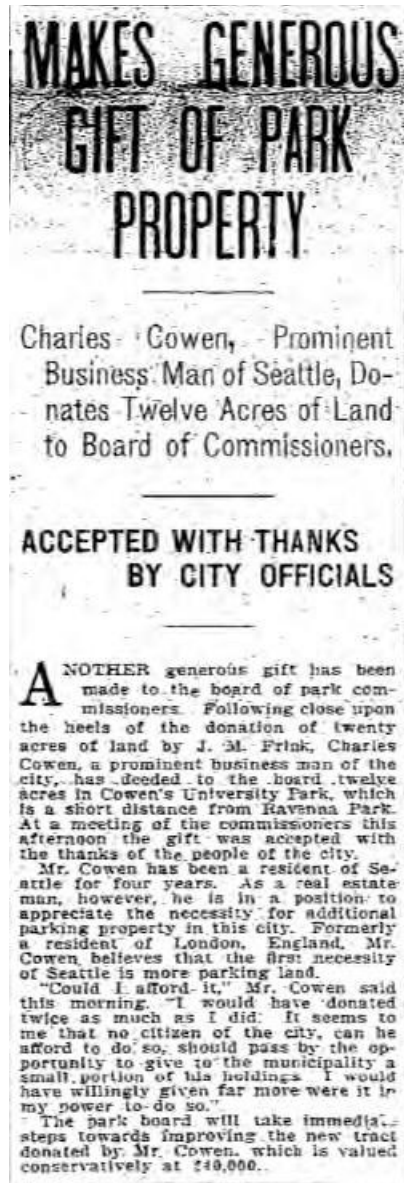 MAKES GENEROUS
GIFT OF PARK
PROPERTY
Charles Cowen, Prominent
Business Man of Seattle, Do-
nates Twelve Acres of Land
to Board of Commissioners.
ACCEPTED WITH THANKS
BY CITY OFFICIALS
ANOTHER generous gift has been
made to the board of park com-
missioners. Following close upon
the heels of the donation of twenty
acres of land by J. M. Frink, Charles
Cowen, a prominent business man of the
city, has deeded to the board twelve
acres in Cowen's University Park, which
is a short distance from Ravenna Park.
At a meeting of the commissioners this
afternoon the gift was accepted with
the thanks of the people of the city.
Mr. Cowen has been a resident of Se-
attle for four years. As a real estate
man, however, he is in a position to
appreciate the necessity for additional
parking property in this city. Formerly
a resident of London, England, Mr.
Cowen believes that the first necessity
of Seattle is more parking land.
"Could I afford it," Mr. Cowen said
this morning. "I would have donated
twice as much as I did. It seems to
me that no citizen of the city, can he
afford to do so, should pass by the op-
portunity to give to the municipality a
small portion of his holdings. I would
have willingly given far more were it in
my power to do so."
The park board will take immediate
steps towards improving the new tract
donated by Mr. Cowen, which is valued
conservatively at